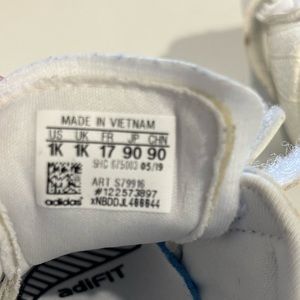 MADE IN VIETNAM
US UK FR JP CHN
1K 1K 17 90 90
SHC 675003 05/19
ART S79916
#122573897
adidas xNBDDJL400044
adiFIT